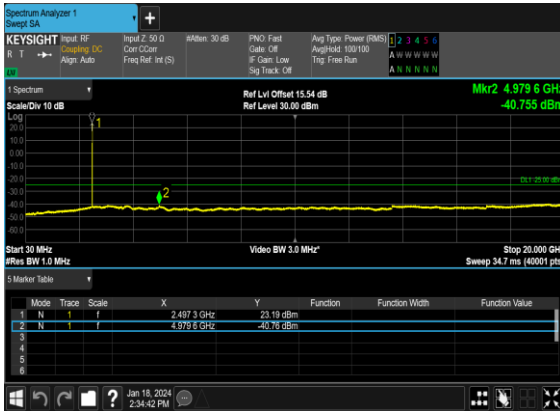 Spectrum Analyzer 1
Swept SA
KEYSIGHT Input: RF Input Z: 50 Ω #Atten: 30 dB PNO: Fast Avg Type: Power (RMS) 1 2 3 4 5 6
R T Coupling: DC Corr CCorr Gate: Off Avg|Hold: 100/100 A W W W W W
Align: Auto Freq Ref: Int (S) IF Gain: Low Trig: Free Run
Sig Track: Off A N N N N N
1 Spectrum Ref Lvl Offset 15.54 dB Mkr2 4.979 6 GHz
Scale/Div 10 dB Ref Level 30.00 dBm -40.755 dBm
Log
20.0
10.0
0.00
-10.0
-20.0
-30.0
-40.0
-50.0
-60.0
1
2
DL1 -25.00 dBm
Start 30 MHz Video BW 3.0 MHz* Stop 20.000 GH
#Res BW 1.0 MHz Sweep 34.7 ms (40001 pts
5 Marker Table
Mode Trace Scale X Y Function Function Width Function Value
1 N 1 f 2.497 3 GHz 23.19 dBm
2 N 1 f 4.979 6 GHz -40.76 dBm
3
4
5
6
? Jan 18, 2024
2:34:42 PM